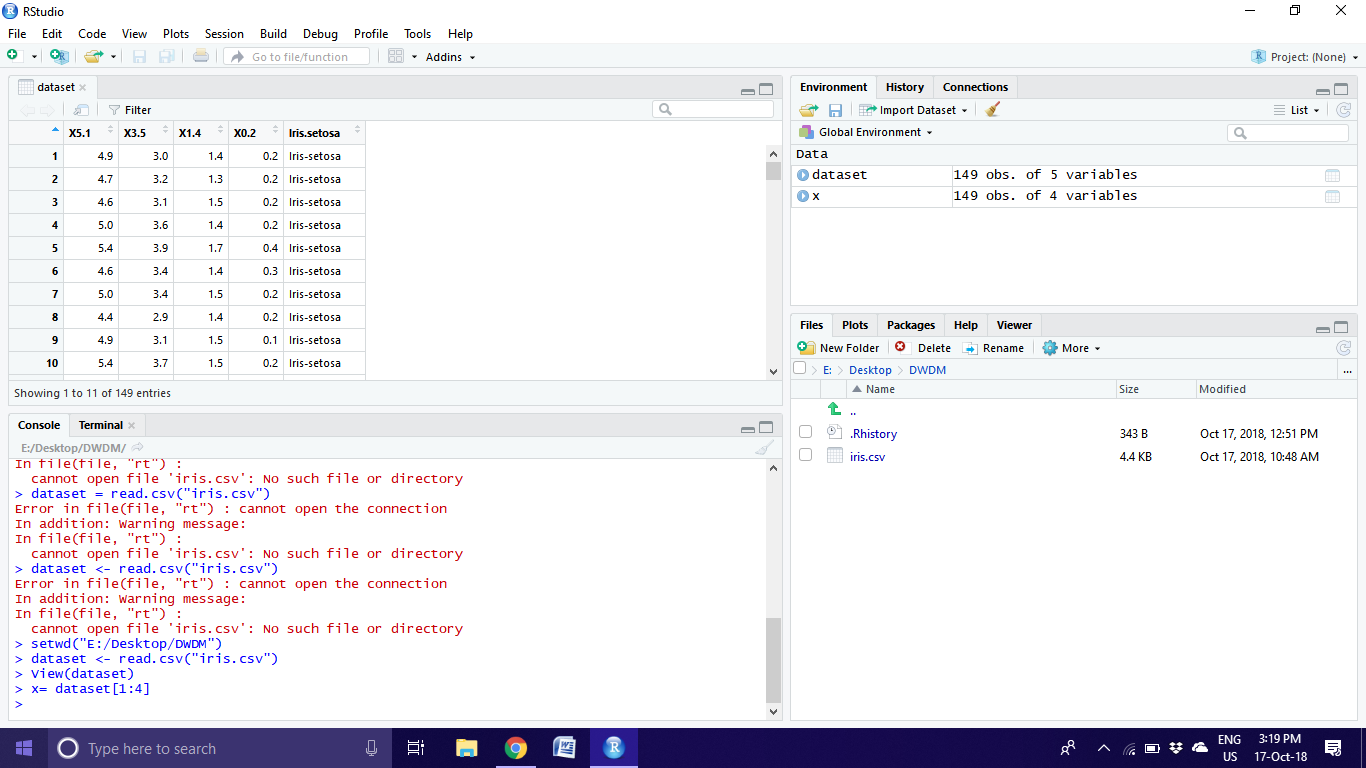 RStudio
File Edit Code View Plots Session Build Debug Profile Tools Help
Go to file/function Addins Project: (None)
dataset
Filter
X5.1 X3.5 X1.4 X0.2 Iris.setosa
1 4.9 3.0 1.4 0.2 Iris-setosa
2 4.7 3.2 1.3 0.2 Iris-setosa
3 4.6 3.1 1.5 0.2 Iris-setosa
4 5.0 3.6 1.4 0.2 Iris-setosa
5 5.4 3.9 1.7 0.4 Iris-setosa
6 4.6 3.4 1.4 0.3 Iris-setosa
7 5.0 3.4 1.5 0.2 Iris-setosa
8 4.4 2.9 1.4 0.2 Iris-setosa
9 4.9 3.1 1.5 0.1 Iris-setosa
10 5.4 3.7 1.5 0.2 Iris-setosa
Showing 1 to 11 of 149 entries
Console Terminal
E:/Desktop/DWDM/
In file(file, "rt") :
cannot open file 'iris.csv': No such file or directory
> dataset = read.csv("iris.csv")
Error in file(file, "rt") : cannot open the connection
In addition: Warning message:
In file(file, "rt") :
cannot open file 'iris.csv': No such file or directory
> dataset <- read.csv("iris.csv")
Error in file(file, "rt") : cannot open the connection
In addition: Warning message:
In file(file, "rt") :
cannot open file 'iris.csv': No such file or directory
> setwd("E:/Desktop/DWDM")
> dataset <- read.csv("iris.csv")
> View(dataset)
> x= dataset[1:4]
>
Environment History Connections
Import Dataset List
Global Environment
Data
dataset 149 obs. of 5 variables
x 149 obs. of 4 variables
Files Plots Packages Help Viewer
New Folder Delete Rename More
E: Desktop DWDM ...
Name Size Modified
..
.Rhistory 343 B Oct 17, 2018, 12:51 PM
iris.csv 4.4 KB Oct 17, 2018, 10:48 AM
Type here to search
ENG 3:19 PM
US 17-Oct-18